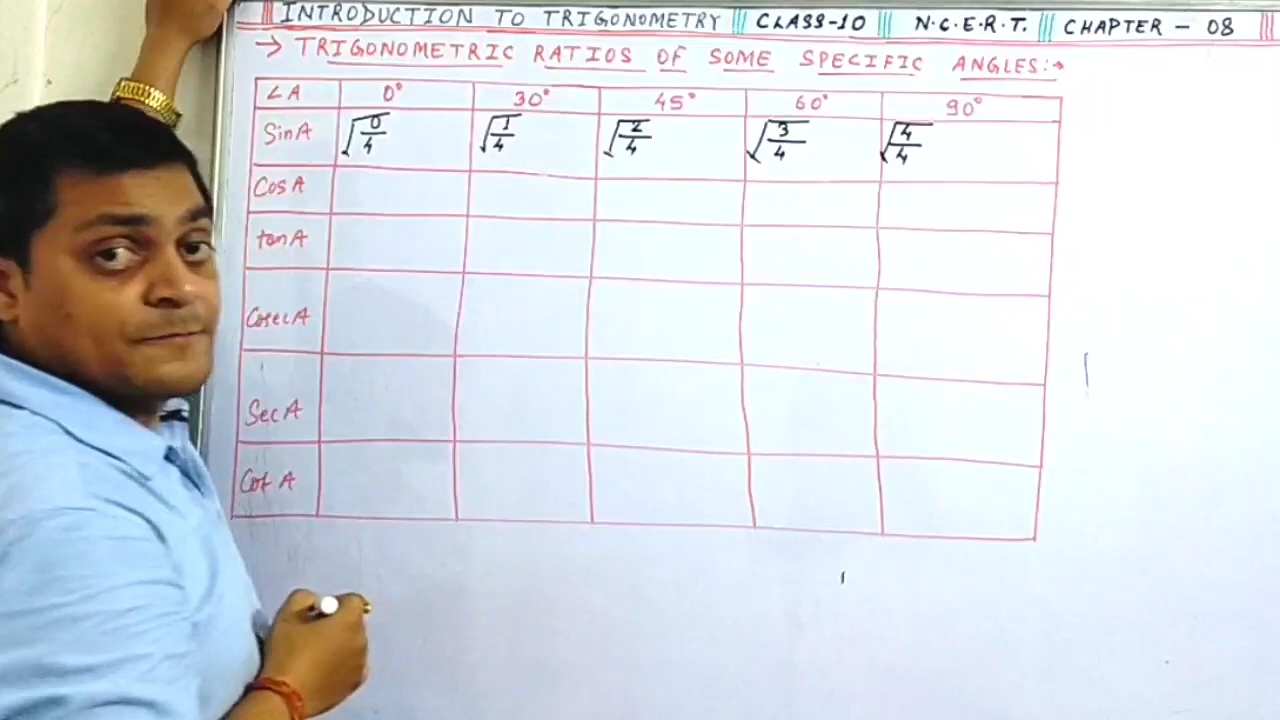 INTRODUCTION TO TRIGONOMETRY ||| CLASS-10 ||| N.C.E.R.T. ||| CHAPTER - 08
→ TRIGONOMETRIC RATIOS OF SOME SPECIFIC ANGLES:→
∠A 0° 30° 45° 60° 90°
Sin A √(0/4) √(1/4) √(2/4) √(3/4) √(4/4)
Cos A
tan A
Cosec A
Sec A
Cot A